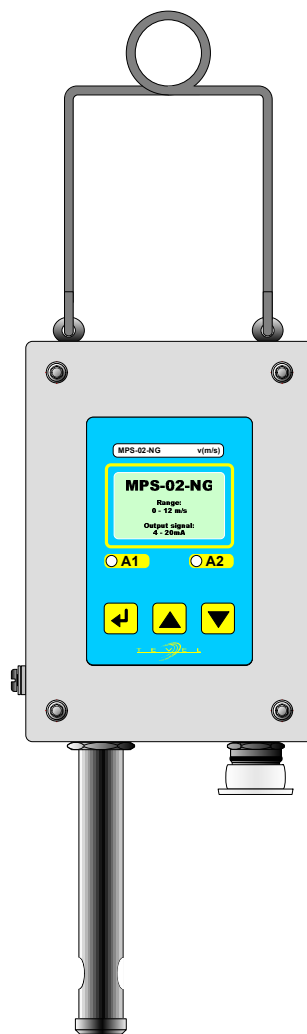 MPS-02-NG v(m/s)
MPS-02-NG
Range:
0 - 12 m/s
Output signal:
4 - 20mA
A1 A2